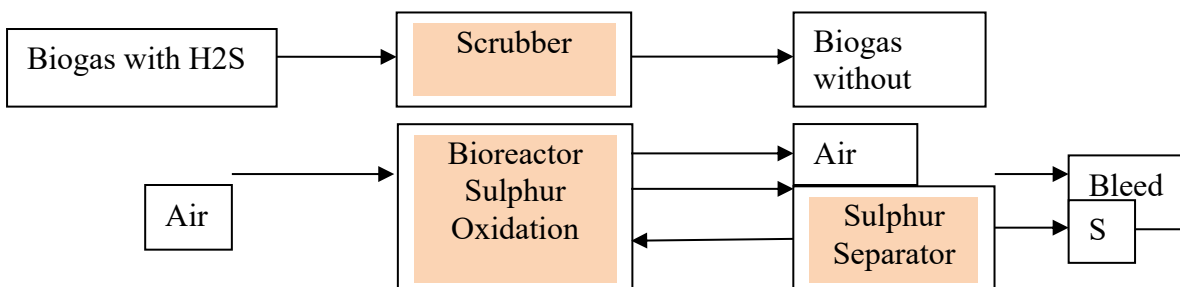 Biogas with H2S
Scrubber
Biogas
without
Air
Bioreactor
Sulphur
Oxidation
Air
Sulphur
Separator
Bleed
S